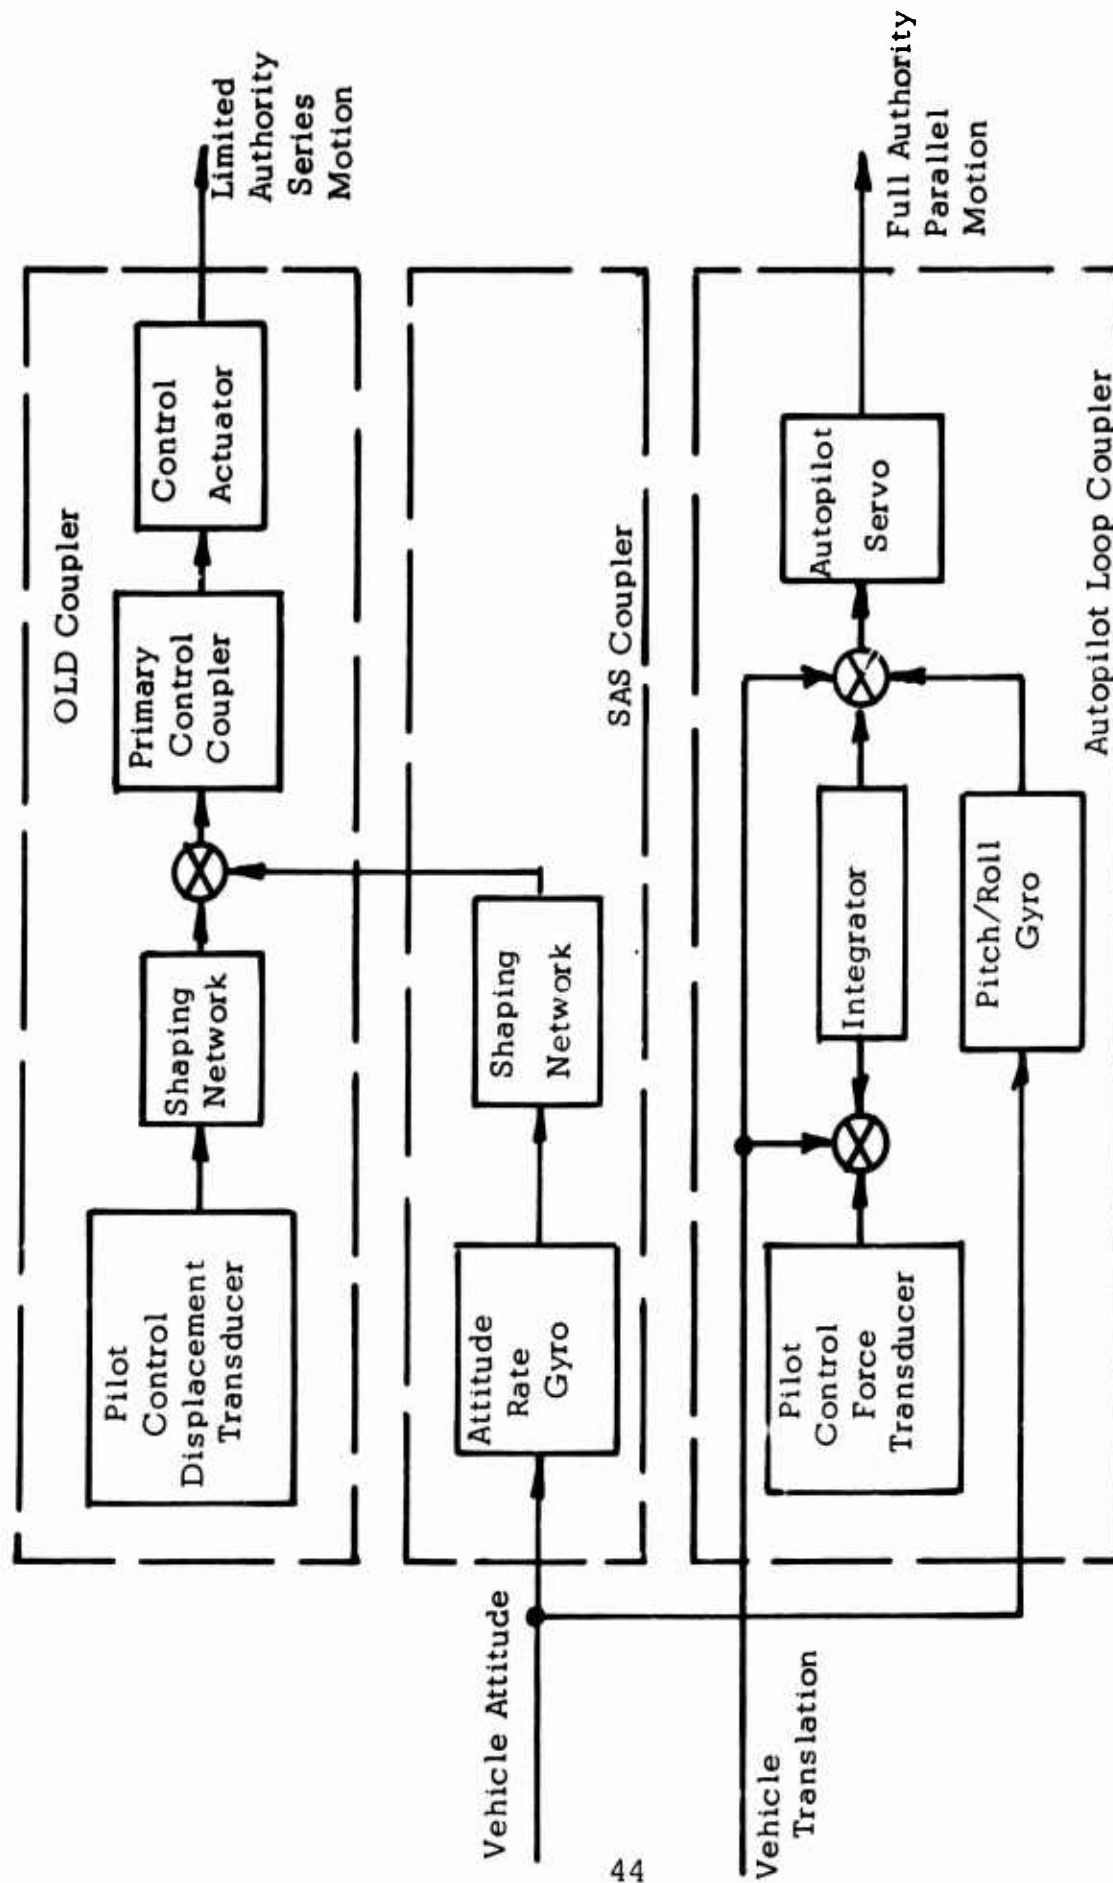 OLD Coupler
Pilot
Control
Displacement
Transducer
Shaping
Network
Primary
Control
Coupler
Control
Actuator
Limited
Authority
Series
Motion
Vehicle Attitude
Attitude
Rate
Gyro
Shaping
Network
SAS Coupler
Vehicle
Translation
Pilot
Control
Force
Transducer
Integrator
Pitch/Roll
Gyro
Autopilot
Servo
Full Authority
Parallel
Motion
Autopilot Loop Coupler
44